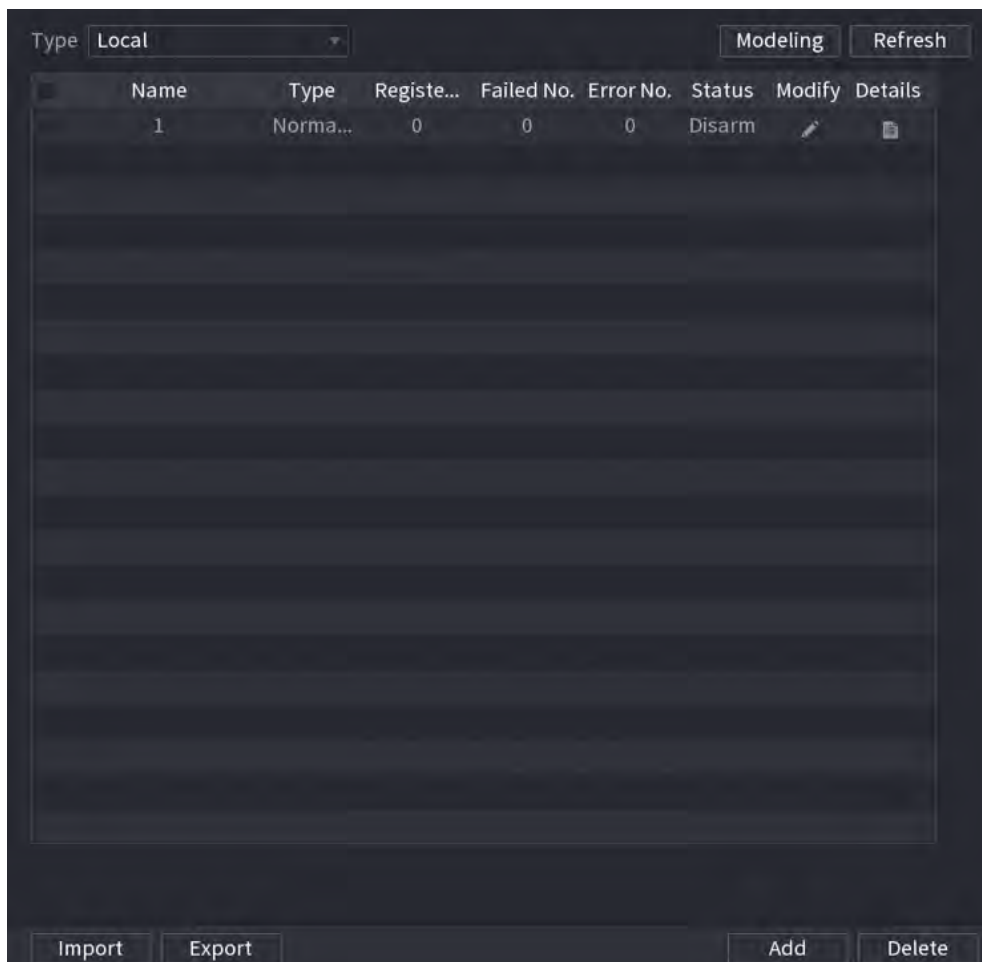 Type Local Modeling Refresh
Name Type Registe... Failed No. Error No. Status Modify Details
1 Norma... 0 0 0 Disarm
Import Export Add Delete